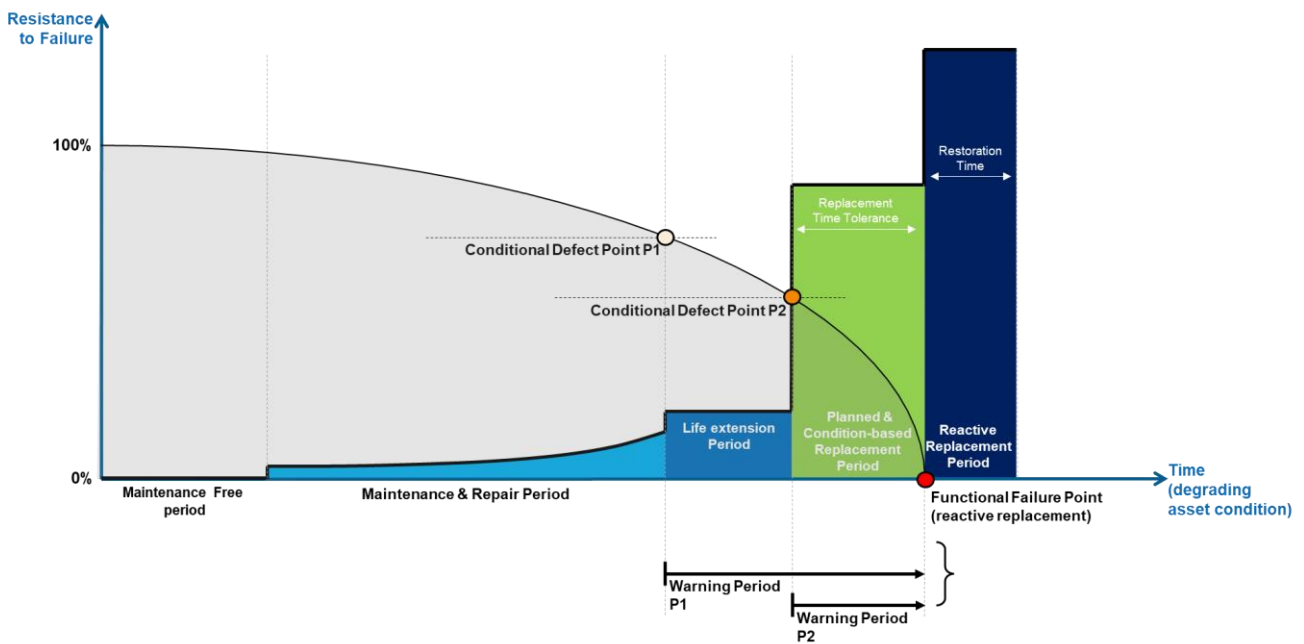 Resistance
to Failure
100%
Restoration
Time
Replacement
Time Tolerance
Conditional Defect Point P1
Conditional Defect Point P2
Life extension
Period
Planned &
Condition-based
Replacement
Period
Reactive
Replacement
Period
0%
Maintenance Free
period
Maintenance & Repair Period
Functional Failure Point
(reactive replacement)
Time
(degrading
asset condition)
Warning Period
P1
Warning Period
P2